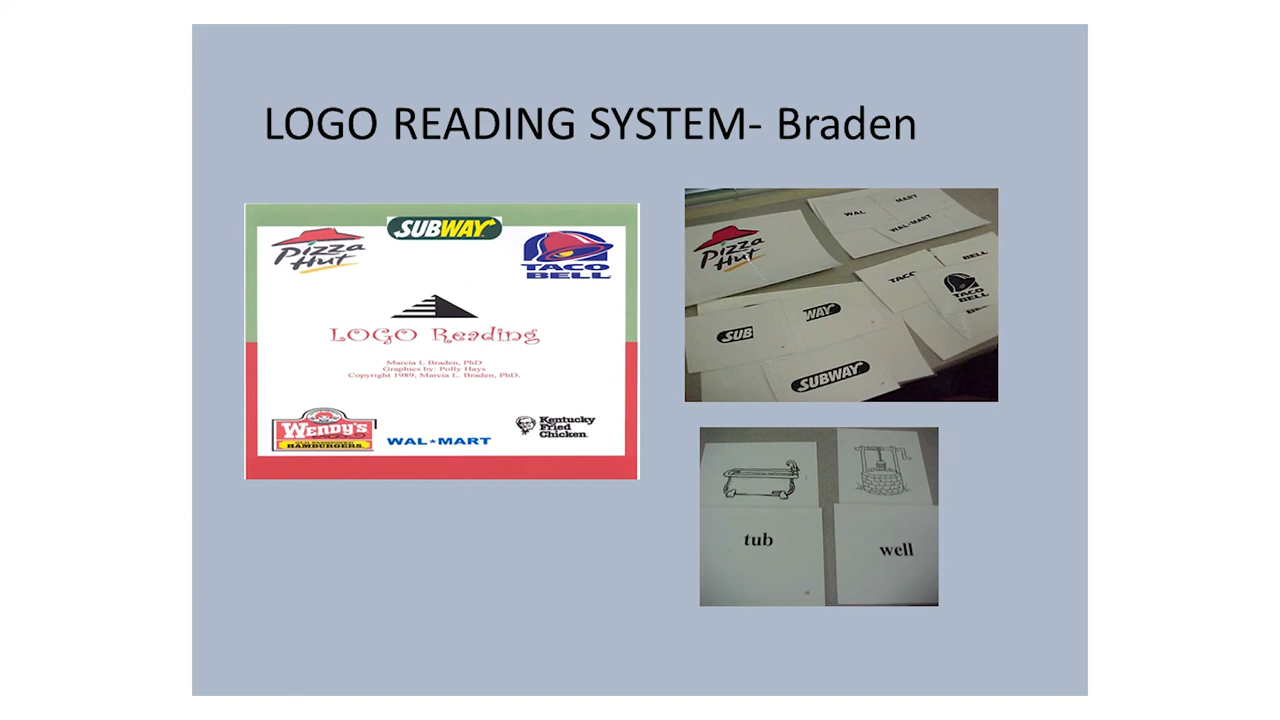 LOGO READING SYSTEM- Braden
SUBWAY
Pizza
Hut
TACO
BELL
LOGO Reading
Marcia L Braden, PhD
Graphics by: Polly Hays
Copyright 1989, Marcia L. Braden, PhD.
WENDY'S
OLD FASHIONED
HAMBURGERS.
WAL★MART
Kentucky
Fried
Chicken
Pizza
Hut
WAL
MART
WAL-MART
TACO
BELL
TACO
BELL
SUB
WAY
SUBWAY
tub
well